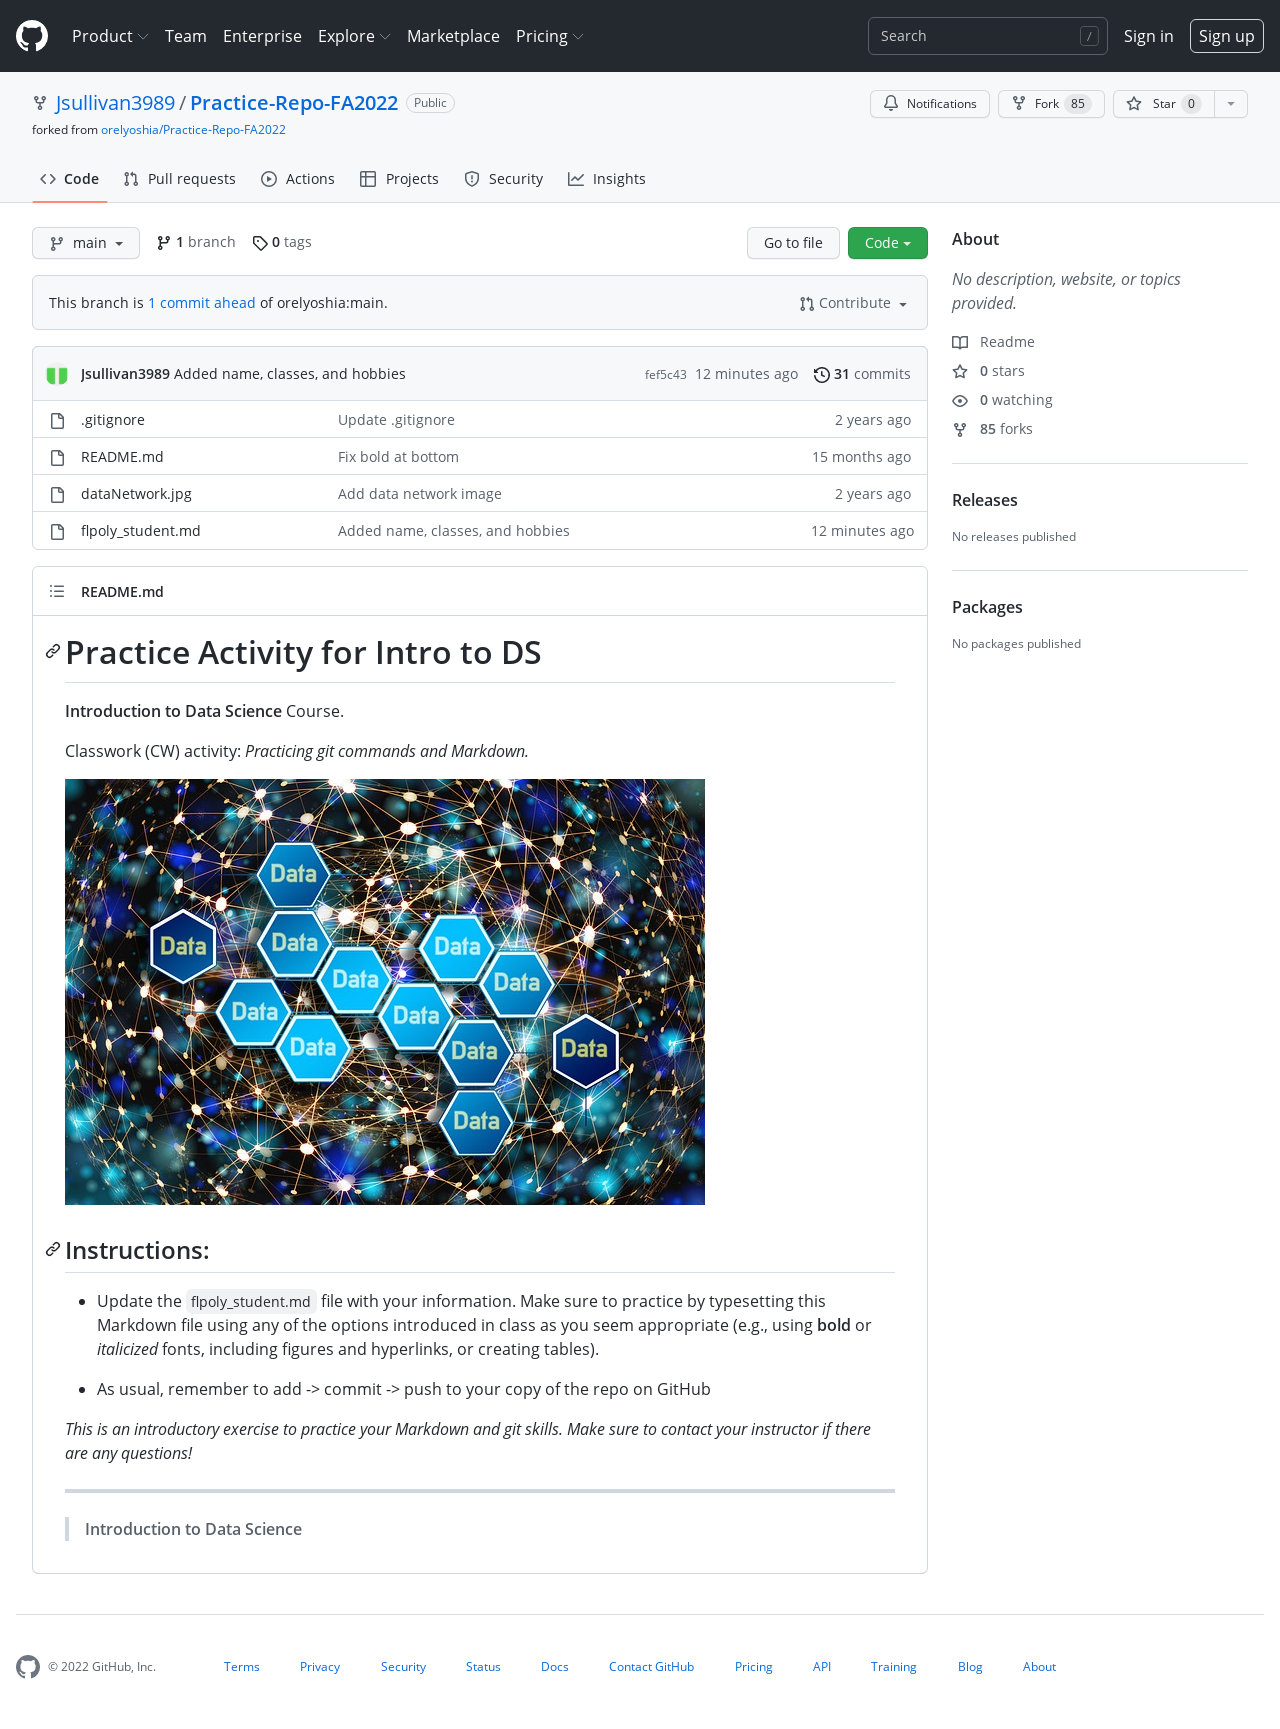 Product Team Enterprise Explore Marketplace Pricing Search / Sign in Sign up
Jsullivan3989 / Practice-Repo-FA2022 Public Notifications Fork 85 Star 0
forked from orelyoshia/Practice-Repo-FA2022
Code Pull requests Actions Projects Security Insights
main 1 branch 0 tags Go to file Code
This branch is 1 commit ahead of orelyoshia:main. Contribute
Jsullivan3989 Added name, classes, and hobbies fef5c43 12 minutes ago 31 commits
.gitignore Update .gitignore 2 years ago
README.md Fix bold at bottom 15 months ago
dataNetwork.jpg Add data network image 2 years ago
flpoly_student.md Added name, classes, and hobbies 12 minutes ago
README.md
Practice Activity for Intro to DS
Introduction to Data Science Course.
Classwork (CW) activity: Practicing git commands and Markdown.
Data
Data
Data
Data
Data
Data
Data
Data
Data
Data
Data
Data
Data
Instructions:
Update the flpoly_student.md file with your information. Make sure to practice by typesetting this
Markdown file using any of the options introduced in class as you seem appropriate (e.g., using bold or
italicized fonts, including figures and hyperlinks, or creating tables).
As usual, remember to add -> commit -> push to your copy of the repo on GitHub
This is an introductory exercise to practice your Markdown and git skills. Make sure to contact your instructor if there
are any questions!
Introduction to Data Science
About
No description, website, or topics
provided.
Readme
0 stars
0 watching
85 forks
Releases
No releases published
Packages
No packages published
© 2022 GitHub, Inc. Terms Privacy Security Status Docs Contact GitHub Pricing API Training Blog About